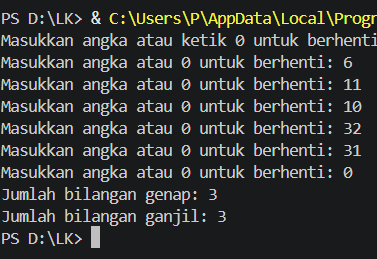 PS D:\LK> & C:\Users\P\AppData\Local\Progr
Masukkan angka atau ketik 0 untuk berhenti
Masukkan angka atau 0 untuk berhenti: 6
Masukkan angka atau 0 untuk berhenti: 11
Masukkan angka atau 0 untuk berhenti: 10
Masukkan angka atau 0 untuk berhenti: 32
Masukkan angka atau 0 untuk berhenti: 31
Masukkan angka atau 0 untuk berhenti: 0
Jumlah bilangan genap: 3
Jumlah bilangan ganjil: 3
PS D:\LK>